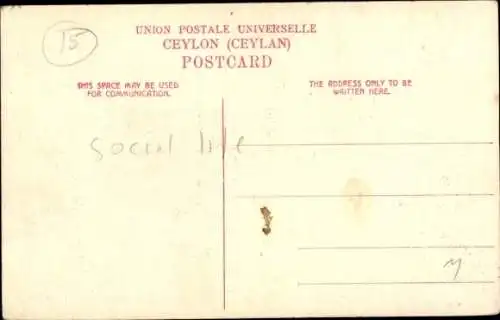 15
UNION POSTALE UNIVERSELLE
CEYLON (CEYLAN)
POSTCARD
THIS SPACE MAY BE USED
FOR COMMUNICATION.
THE ADDRESS ONLY TO BE
WRITTEN HERE.
social life